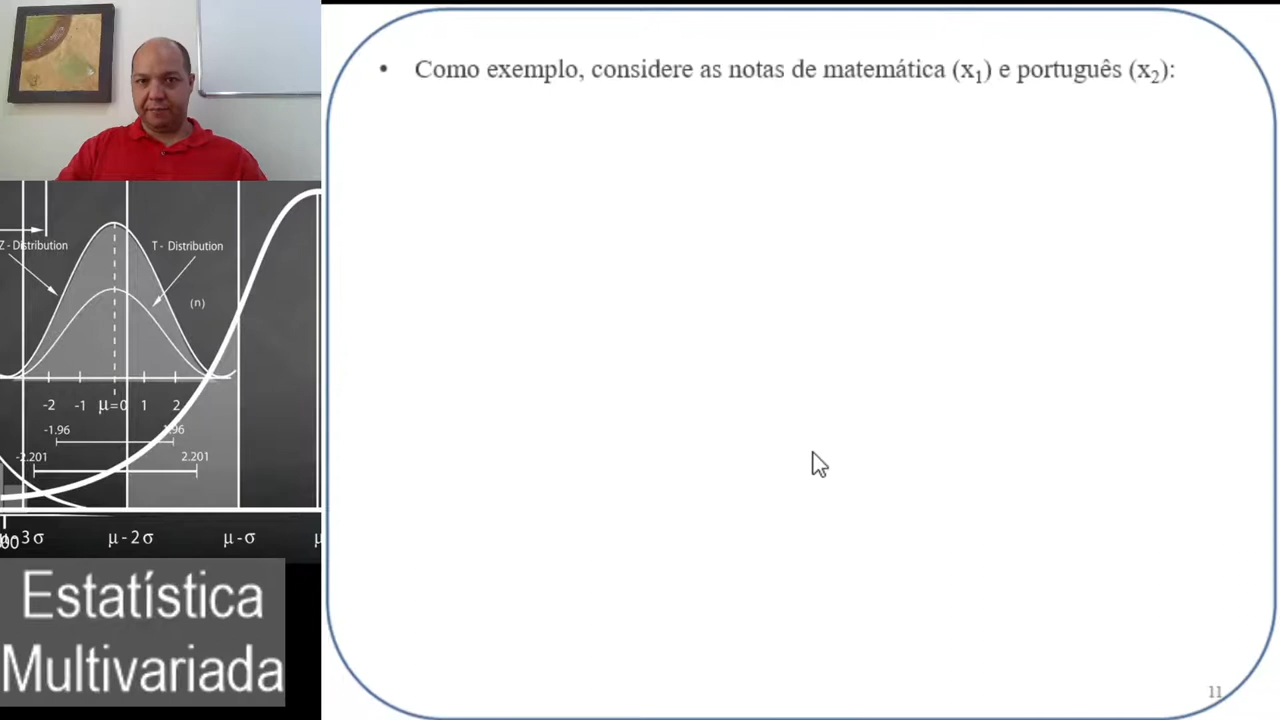 • Como exemplo, considere as notas de matemática (x₁) e português (x₂):
Z - Distribution
T - Distribution
(n)
-2 -1 μ=0 1 2
-1.96
-2.201 2.201
μ - 2 σ μ - σ
Estatística
Multivariada
11